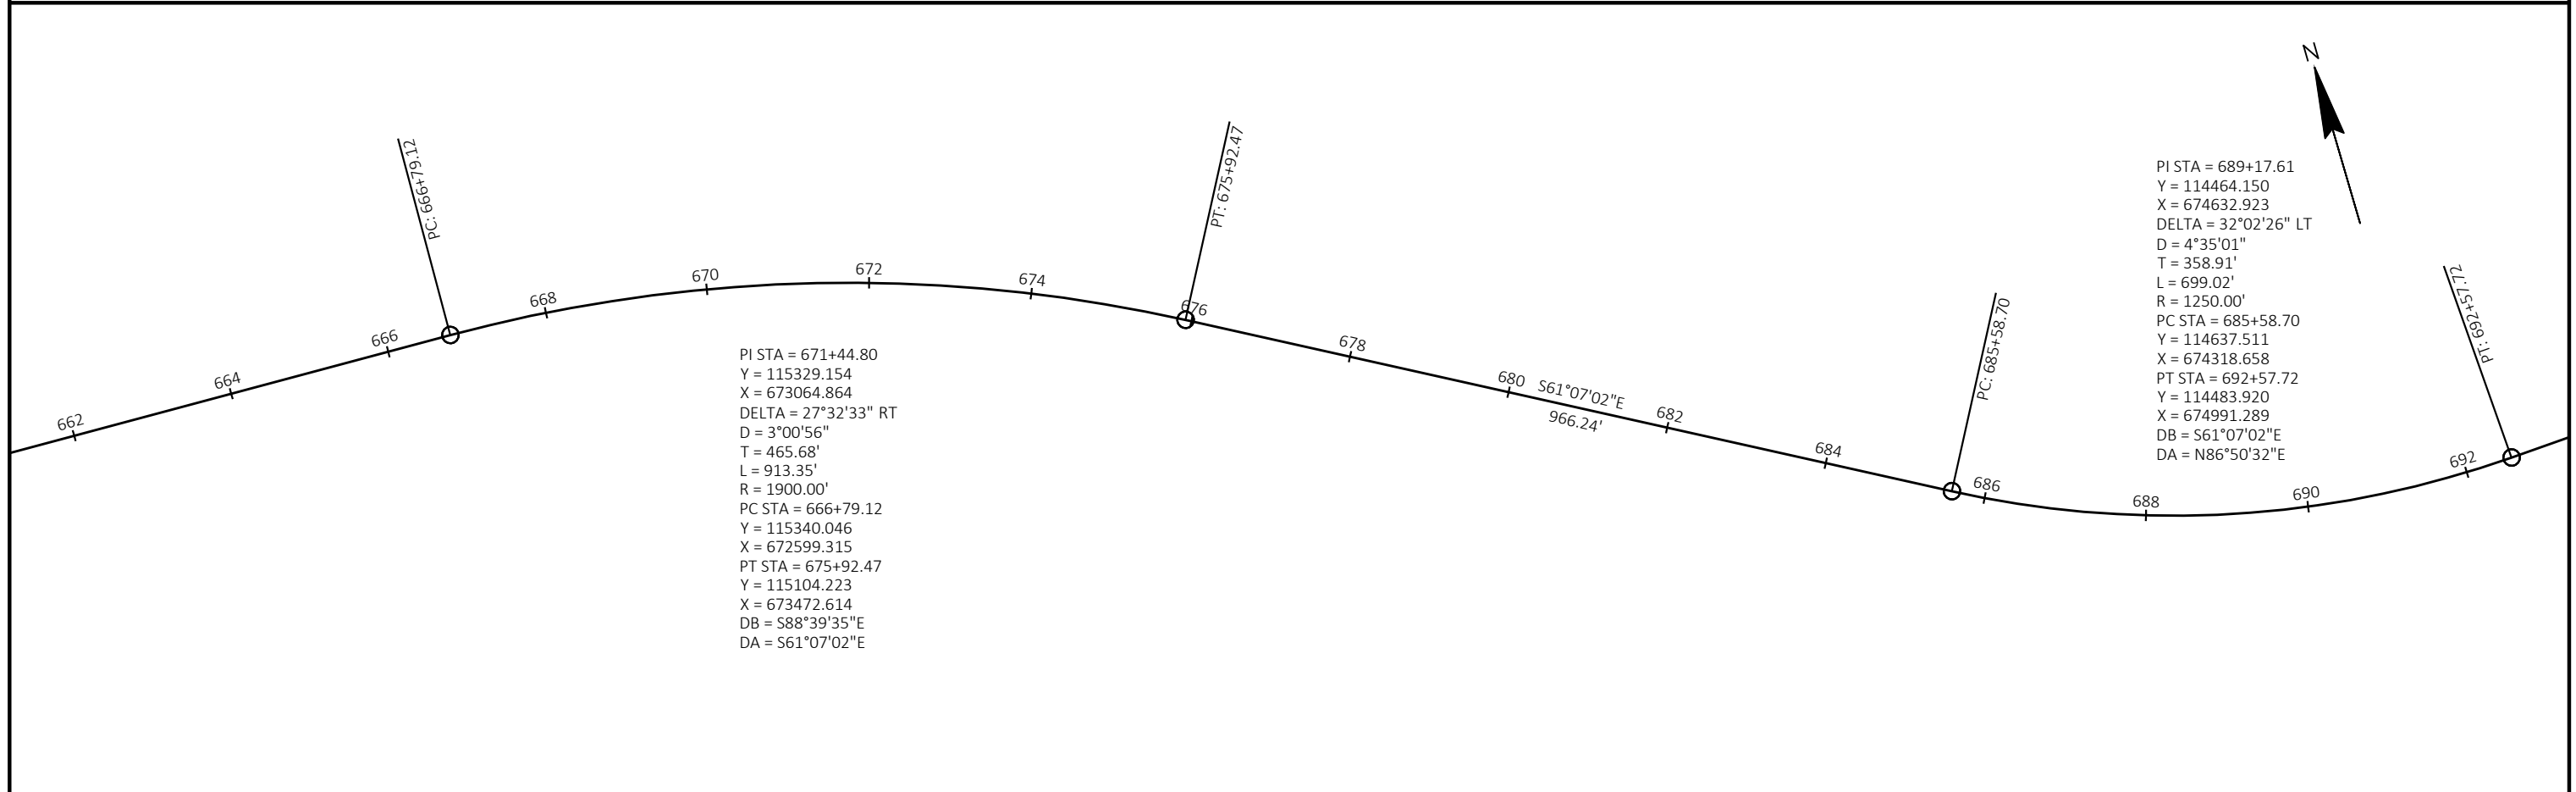 N
PC: 666+79.12
PT: 675+92.47
PC: 685+58.70
PT: 692+57.72
662
664
666
668
670
672
674
676
678
680
682
684
686
688
690
692
S61°07'02"E
966.24'
PI STA = 671+44.80
Y = 115329.154
X = 673064.864
DELTA = 27°32'33" RT
D = 3°00'56"
T = 465.68'
L = 913.35'
R = 1900.00'
PC STA = 666+79.12
Y = 115340.046
X = 672599.315
PT STA = 675+92.47
Y = 115104.223
X = 673472.614
DB = S88°39'35"E
DA = S61°07'02"E
PI STA = 689+17.61
Y = 114464.150
X = 674632.923
DELTA = 32°02'26" LT
D = 4°35'01"
T = 358.91'
L = 699.02'
R = 1250.00'
PC STA = 685+58.70
Y = 114637.511
X = 674318.658
PT STA = 692+57.72
Y = 114483.920
X = 674991.289
DB = S61°07'02"E
DA = N86°50'32"E